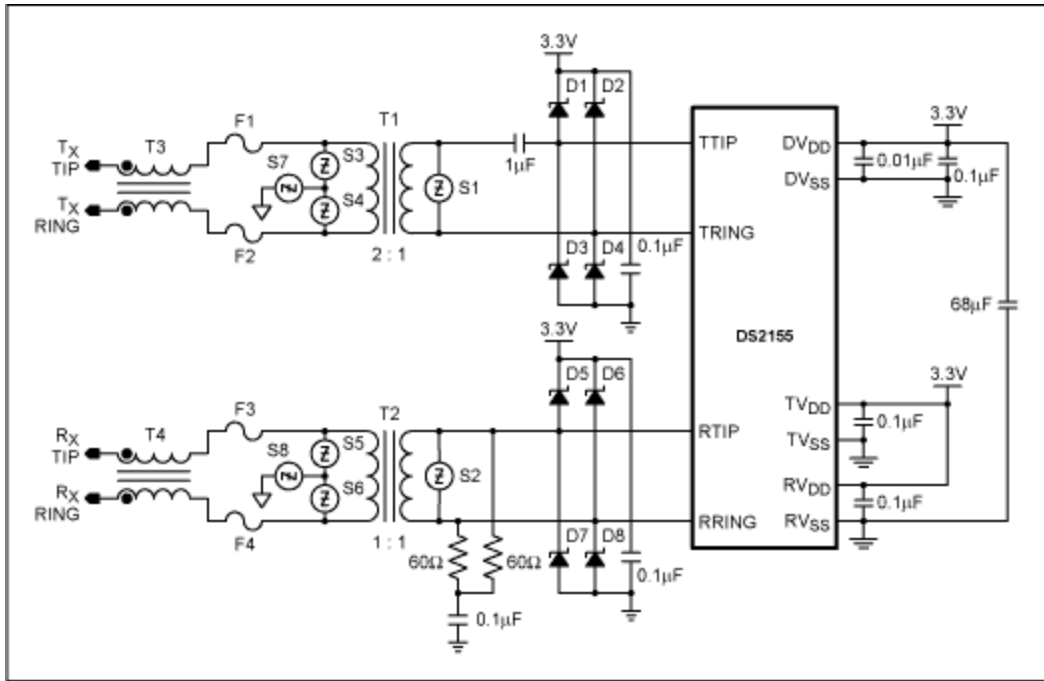 3.3V
D1 D2
F1 T1
TX TIP T3
S7 S3
S4
S1
1μF
TTIP
DVDD
3.3V
0.01μF
0.1μF
DVSS
TX RING
F2
2 : 1
TRING
D3 D4
0.1μF
68μF
DS2155
3.3V
D5 D6
F3 T2
RX TIP T4
S8 S5
S6
S2
RTIP
3.3V
TVDD
0.1μF
TVSS
RVDD
0.1μF
RVSS
RX RING
F4
1 : 1
RRING
60Ω 60Ω
D7 D8
0.1μF
0.1μF